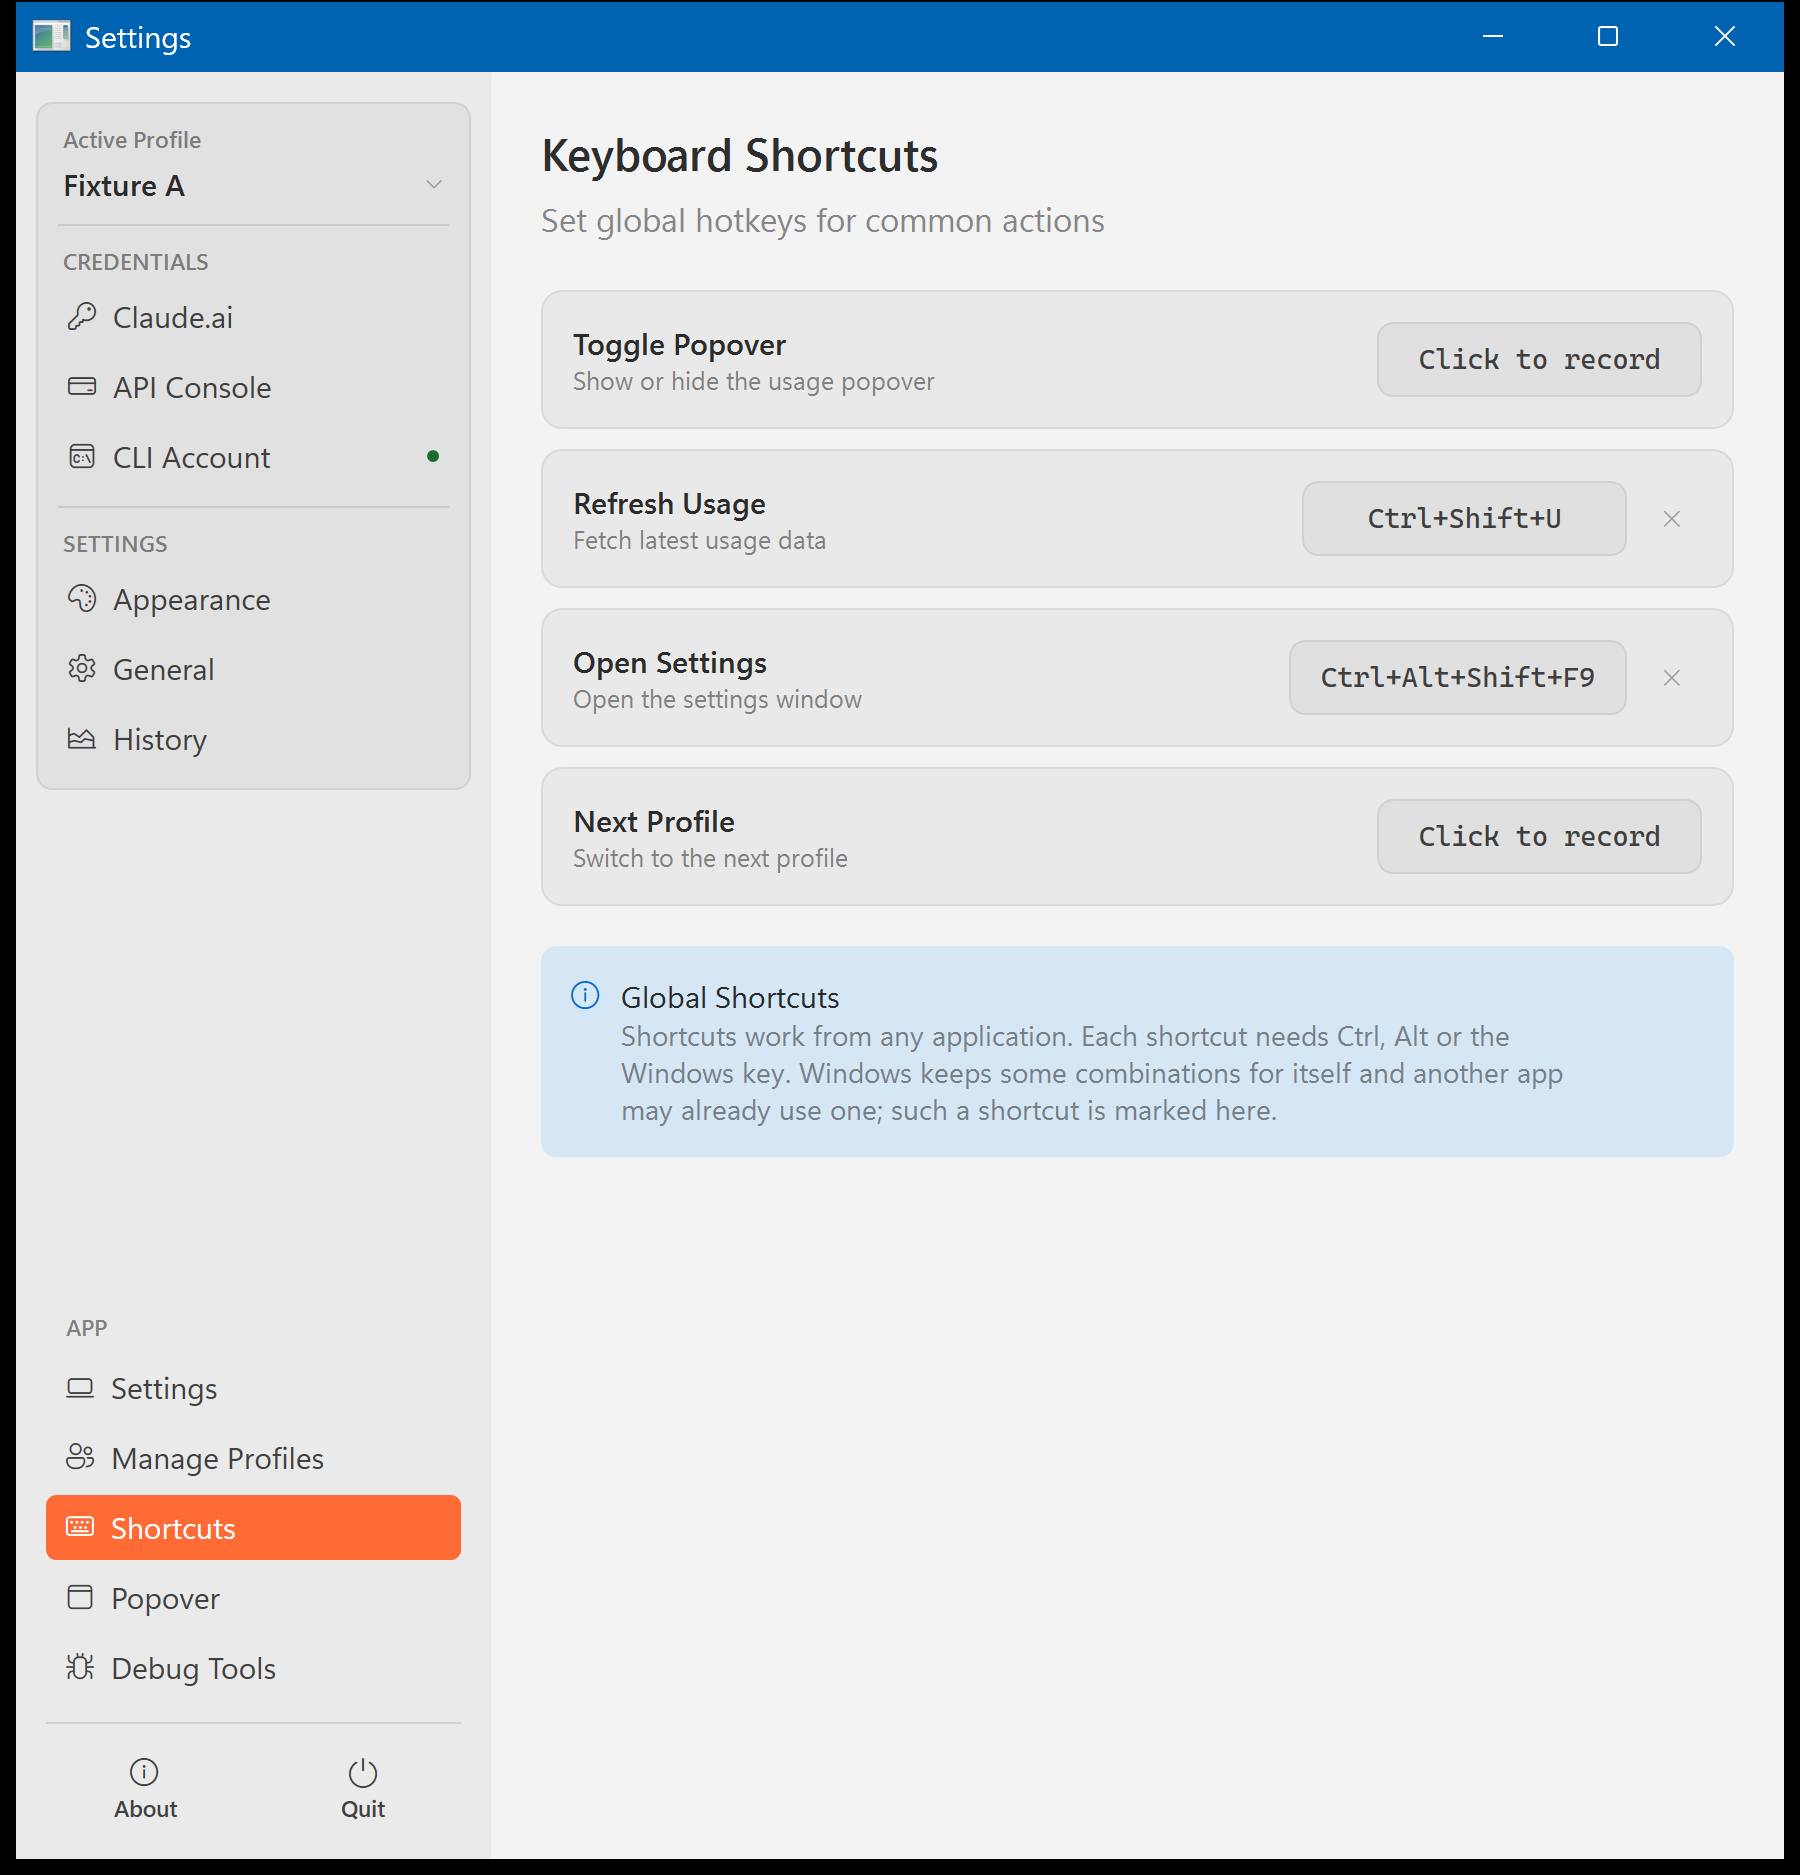 Settings
Active Profile
Fixture A
CREDENTIALS
Claude.ai
API Console
CLI Account
SETTINGS
Appearance
General
History
APP
Settings
Manage Profiles
Shortcuts
Popover
Debug Tools
About
Quit
Keyboard Shortcuts
Set global hotkeys for common actions
Toggle Popover
Show or hide the usage popover
Click to record
Refresh Usage
Fetch latest usage data
Ctrl+Shift+U
Open Settings
Open the settings window
Ctrl+Alt+Shift+F9
Next Profile
Switch to the next profile
Click to record
Global Shortcuts
Shortcuts work from any application. Each shortcut needs Ctrl, Alt or the
Windows key. Windows keeps some combinations for itself and another app
may already use one; such a shortcut is marked here.